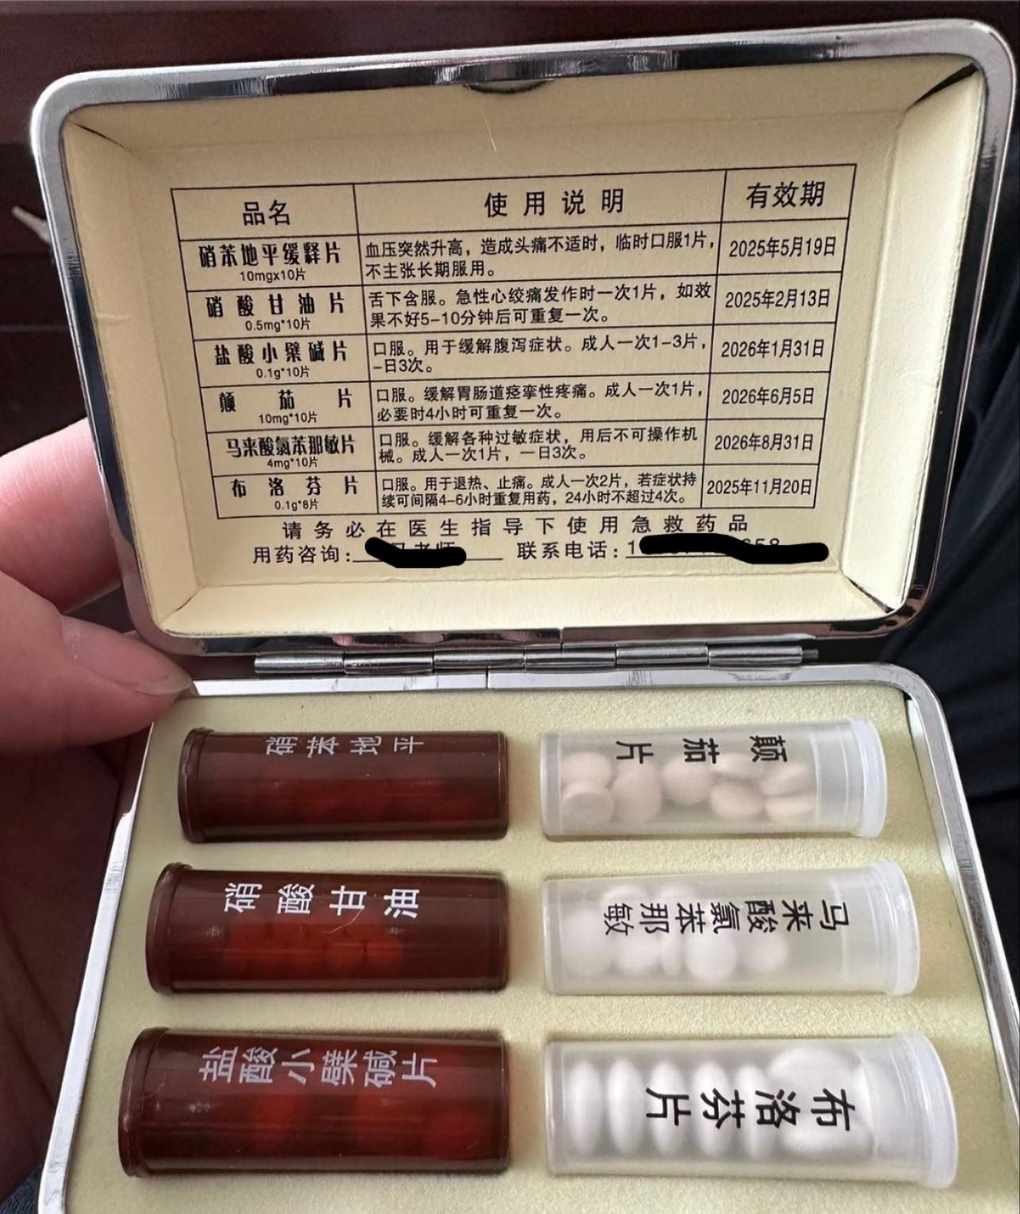 品名 使用说明 有效期
硝苯地平缓释片
10mgx10片
血压突然升高，造成头痛不适时，临时口服1片，
不主张长期服用。
2025年5月19日
硝酸甘油片
0.5mg*10片
舌下含服。急性心绞痛发作时一次1片，如效
果不好5-10分钟后可重复一次。
2025年2月13日
盐酸小檗碱片
0.1g*10片
口服。用于缓解腹泻症状。成人一次1-3片，
-日3次。
2026年1月31日
颠茄片
10mg*10片
口服。缓解胃肠道痉挛性疼痛。成人一次1片，
必要时4小时可重复一次。
2026年6月5日
马来酸氯苯那敏片
4mg*10片
口服。缓解各种过敏症状，用后不可操作机
械。成人一次1片，一日3次。
2026年8月31日
布洛芬片
0.1g*8片
口服。用于退热、止痛。成人一次2片，若症状持
续可间隔4-6小时重复用药，24小时不超过4次。
2025年11月20日
请务必在医生指导下使用急救药品
用药咨询： 联系电话：
硝苯地平
颠茄片
硝酸甘油
马来酸氯苯那敏
盐酸小檗碱片
布洛芬片